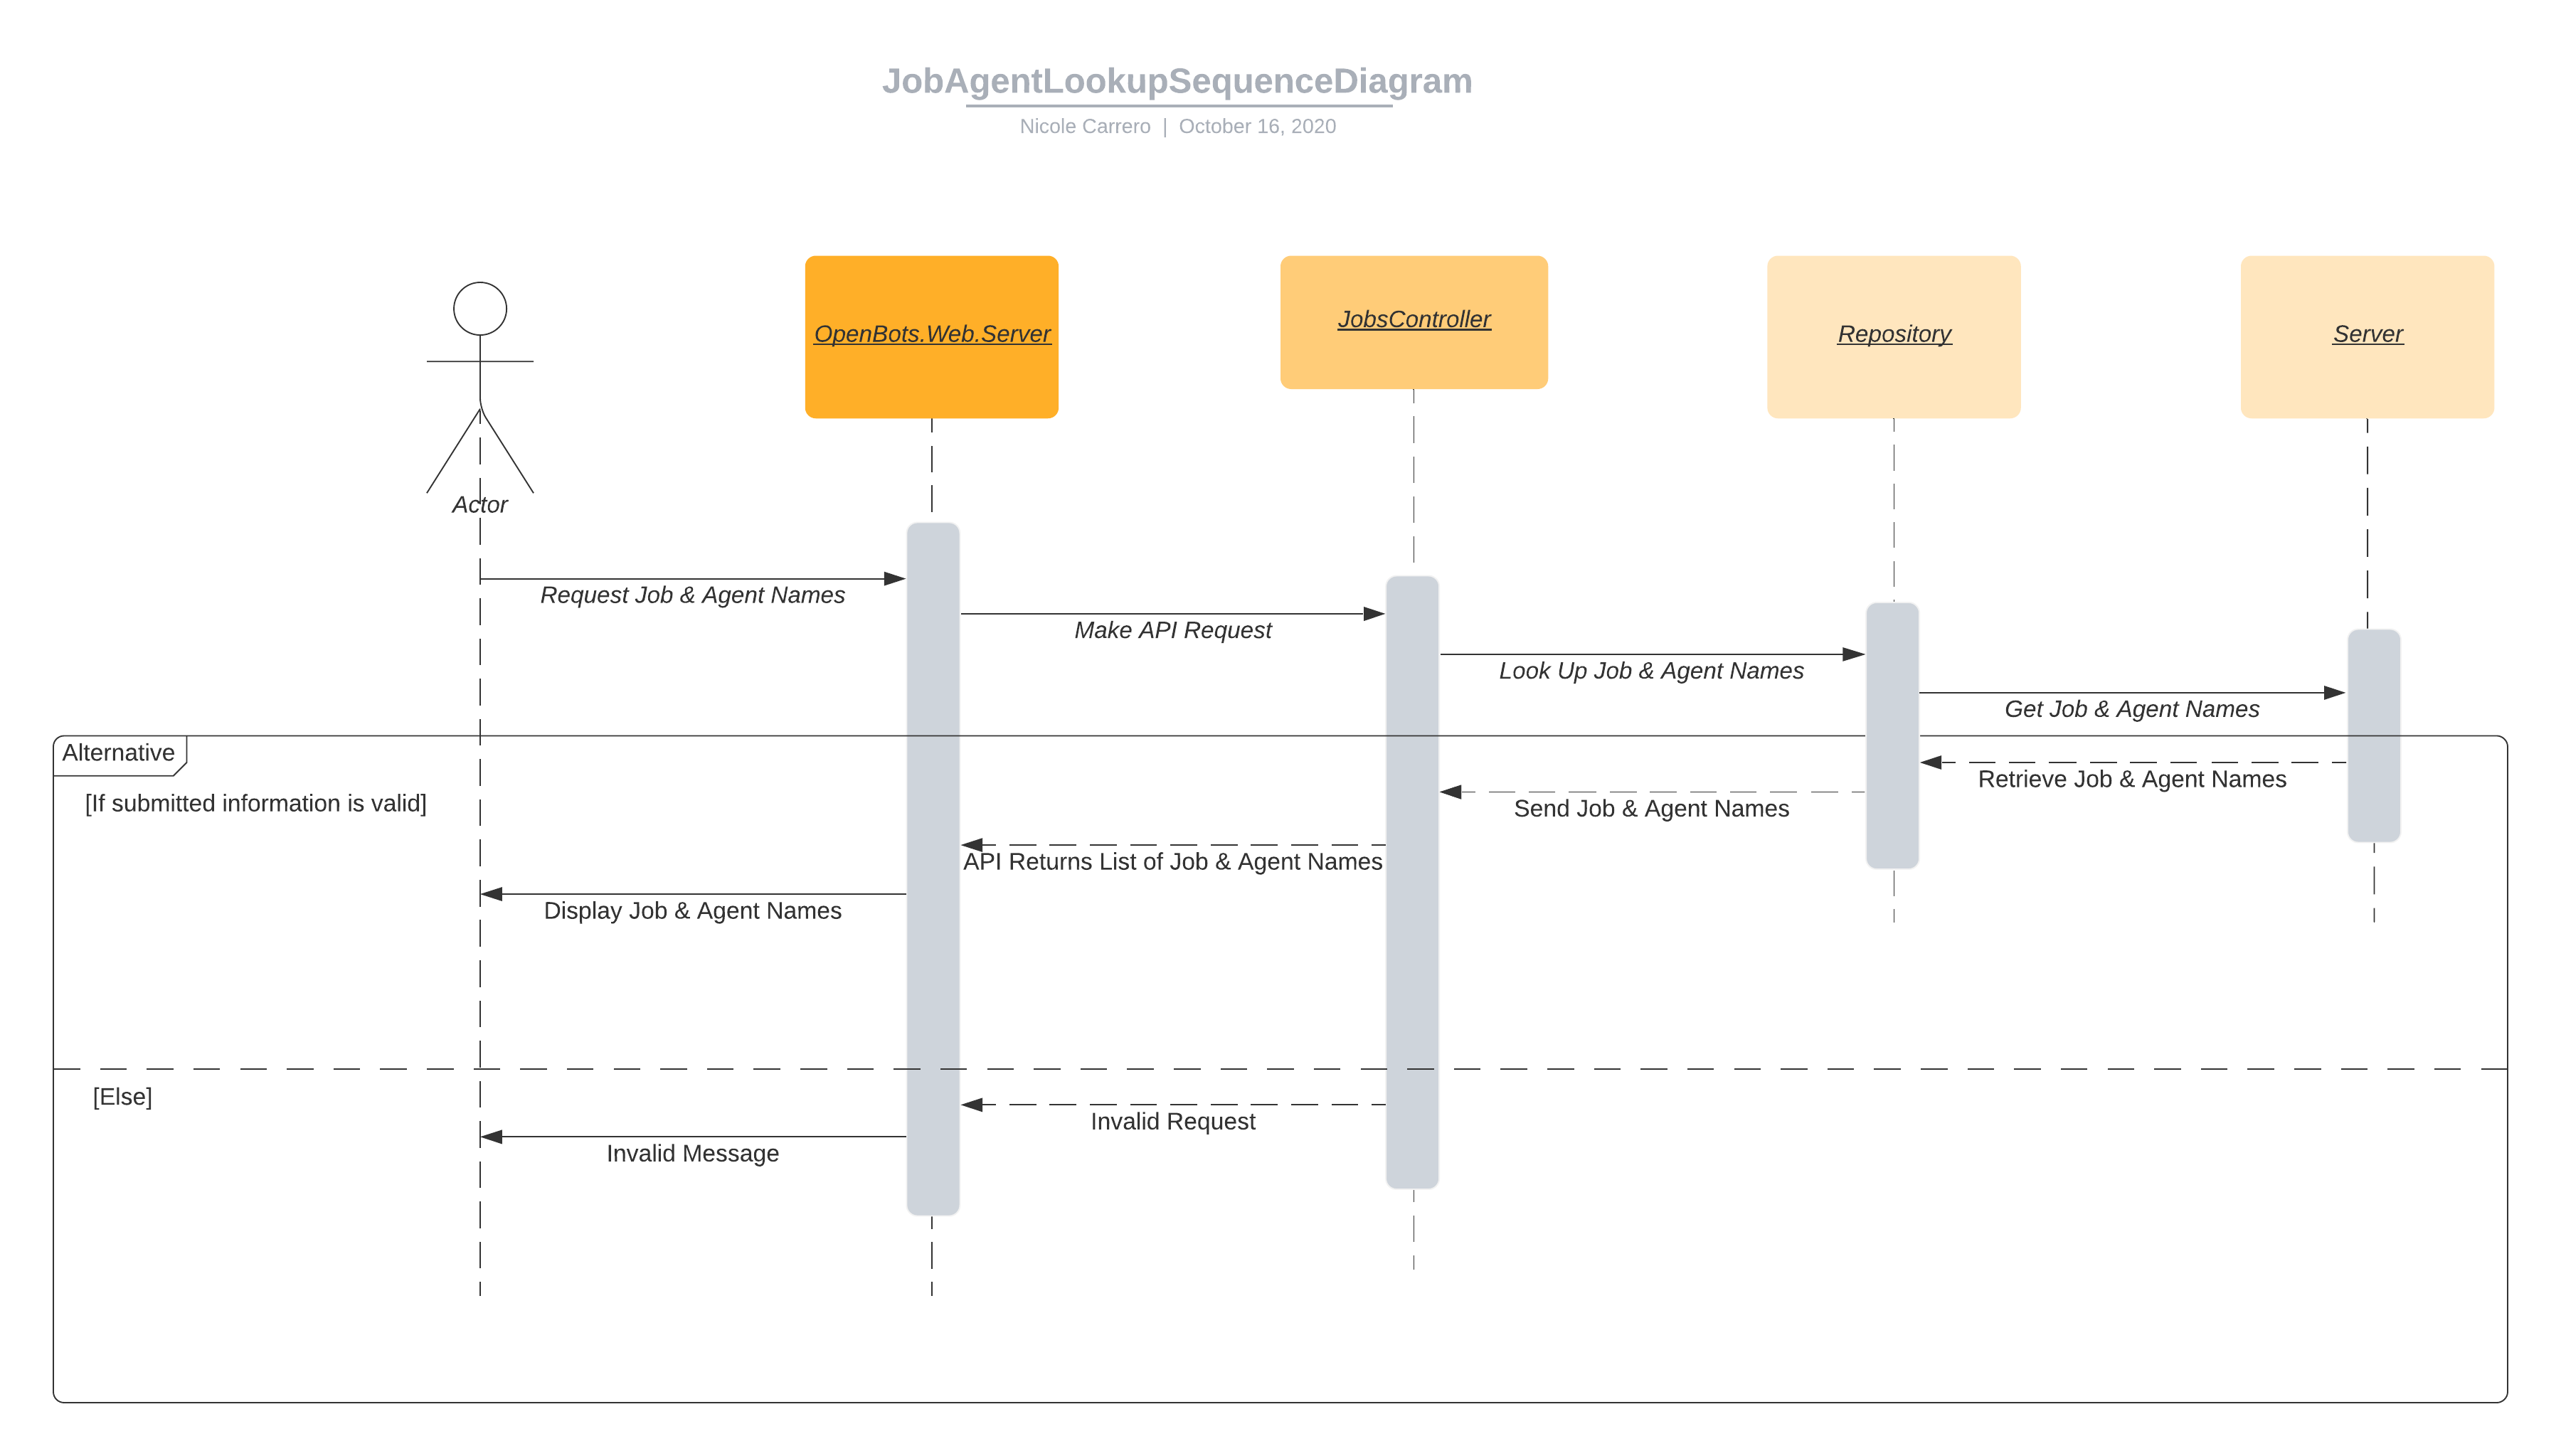 JobAgentLookupSequenceDiagram
Nicole Carrero | October 16, 2020
OpenBots.Web.Server
JobsController
Repository
Server
Actor
Request Job & Agent Names
Make API Request
Look Up Job & Agent Names
Get Job & Agent Names
Alternative
[If submitted information is valid]
Retrieve Job & Agent Names
Send Job & Agent Names
API Returns List of Job & Agent Names
Display Job & Agent Names
[Else]
Invalid Request
Invalid Message